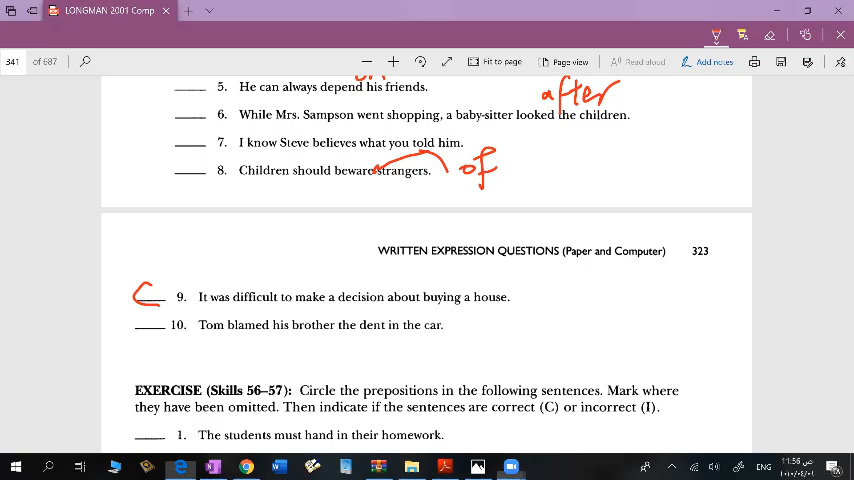 LONGMAN 2001 Comp
341 of 687 Fit to page Page view Read aloud Add notes
on
5. He can always depend his friends.
after
6. While Mrs. Sampson went shopping, a baby-sitter looked the children.
7. I know Steve believes what you told him.
8. Children should beware strangers. of
WRITTEN EXPRESSION QUESTIONS (Paper and Computer) 323
C 9. It was difficult to make a decision about buying a house.
10. Tom blamed his brother the dent in the car.
EXERCISE (Skills 56–57): Circle the prepositions in the following sentences. Mark where
they have been omitted. Then indicate if the sentences are correct (C) or incorrect (I).
1. The students must hand in their homework.
ENG 11:56 ص